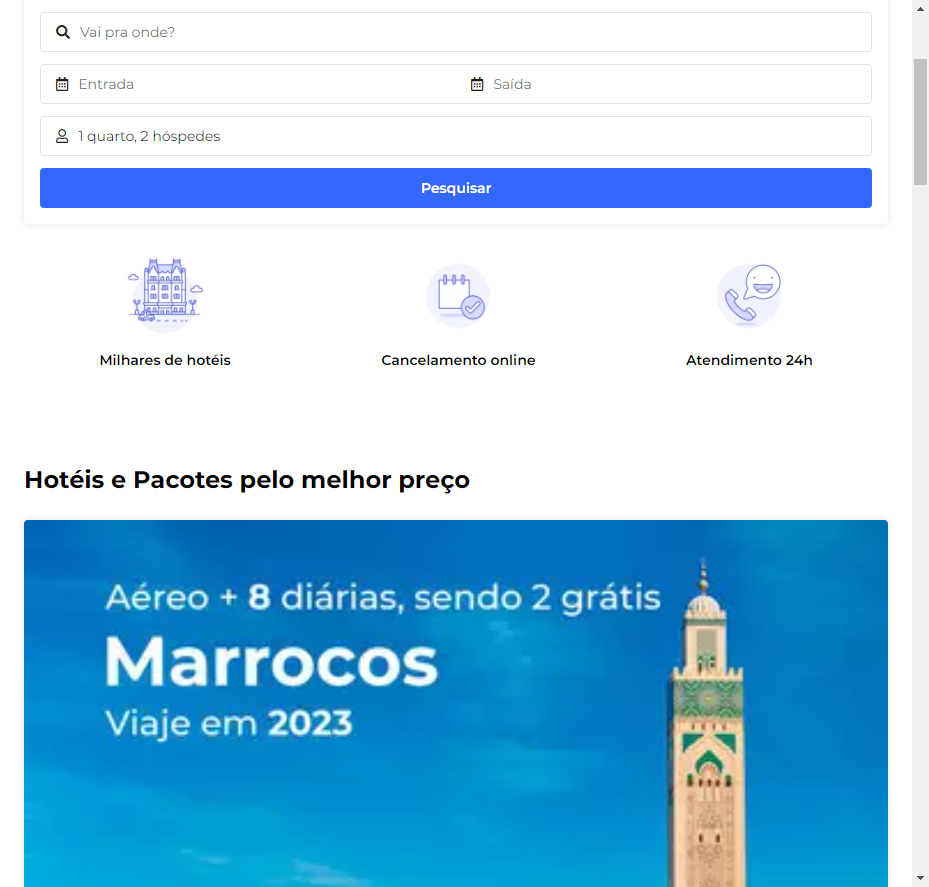 Vai pra onde?
Entrada
Saída
1 quarto, 2 hóspedes
Pesquisar
Milhares de hotéis
Cancelamento online
Atendimento 24h
Hotéis e Pacotes pelo melhor preço
Aéreo + 8 diárias, sendo 2 grátis
Marrocos
Viaje em 2023